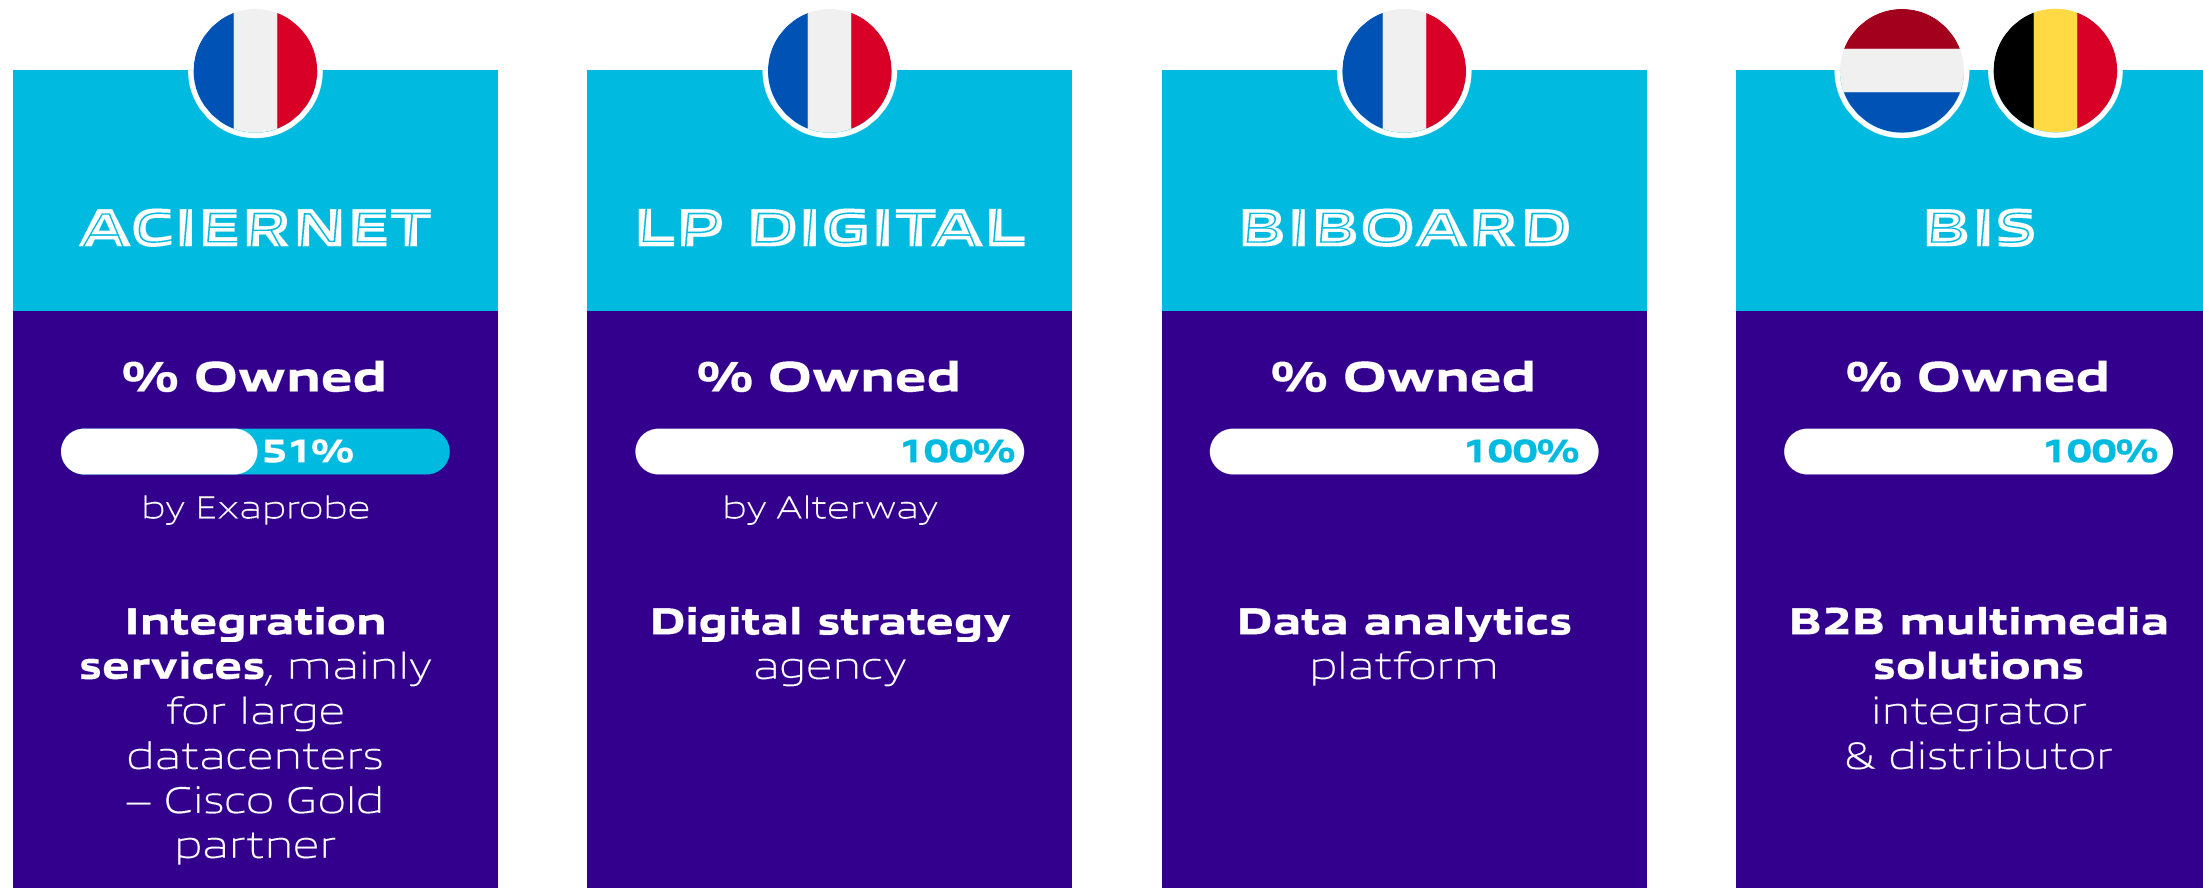 ACIERNET
% Owned
51%
by Exaprobe
Integration
services, mainly
for large
datacenters
– Cisco Gold
partner
LP DIGITAL
% Owned
100%
by Alterway
Digital strategy
agency
BIBOARD
% Owned
100%
Data analytics
platform
BIS
% Owned
100%
B2B multimedia
solutions
integrator
& distributor